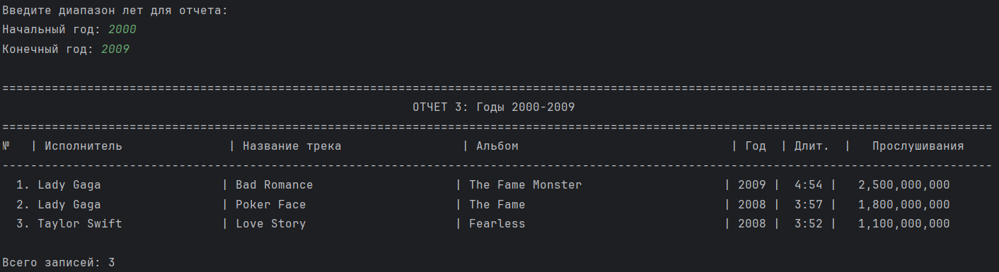 Введите диапазон лет для отчета:
Начальный год: 2000
Конечный год: 2009
============================================================================================================================================
ОТЧЕТ 3: Годы 2000-2009
============================================================================================================================================
№   | Исполнитель               | Название трека                 | Альбом                              | Год  | Длит.  |   Прослушивания
--------------------------------------------------------------------------------------------------------------------------------------------
  1. Lady Gaga                 | Bad Romance                    | The Fame Monster                    | 2009 |  4:54 |   2,500,000,000
  2. Lady Gaga                 | Poker Face                     | The Fame                            | 2008 |  3:57 |   1,800,000,000
  3. Taylor Swift              | Love Story                     | Fearless                            | 2008 |  3:52 |   1,100,000,000
Всего записей: 3